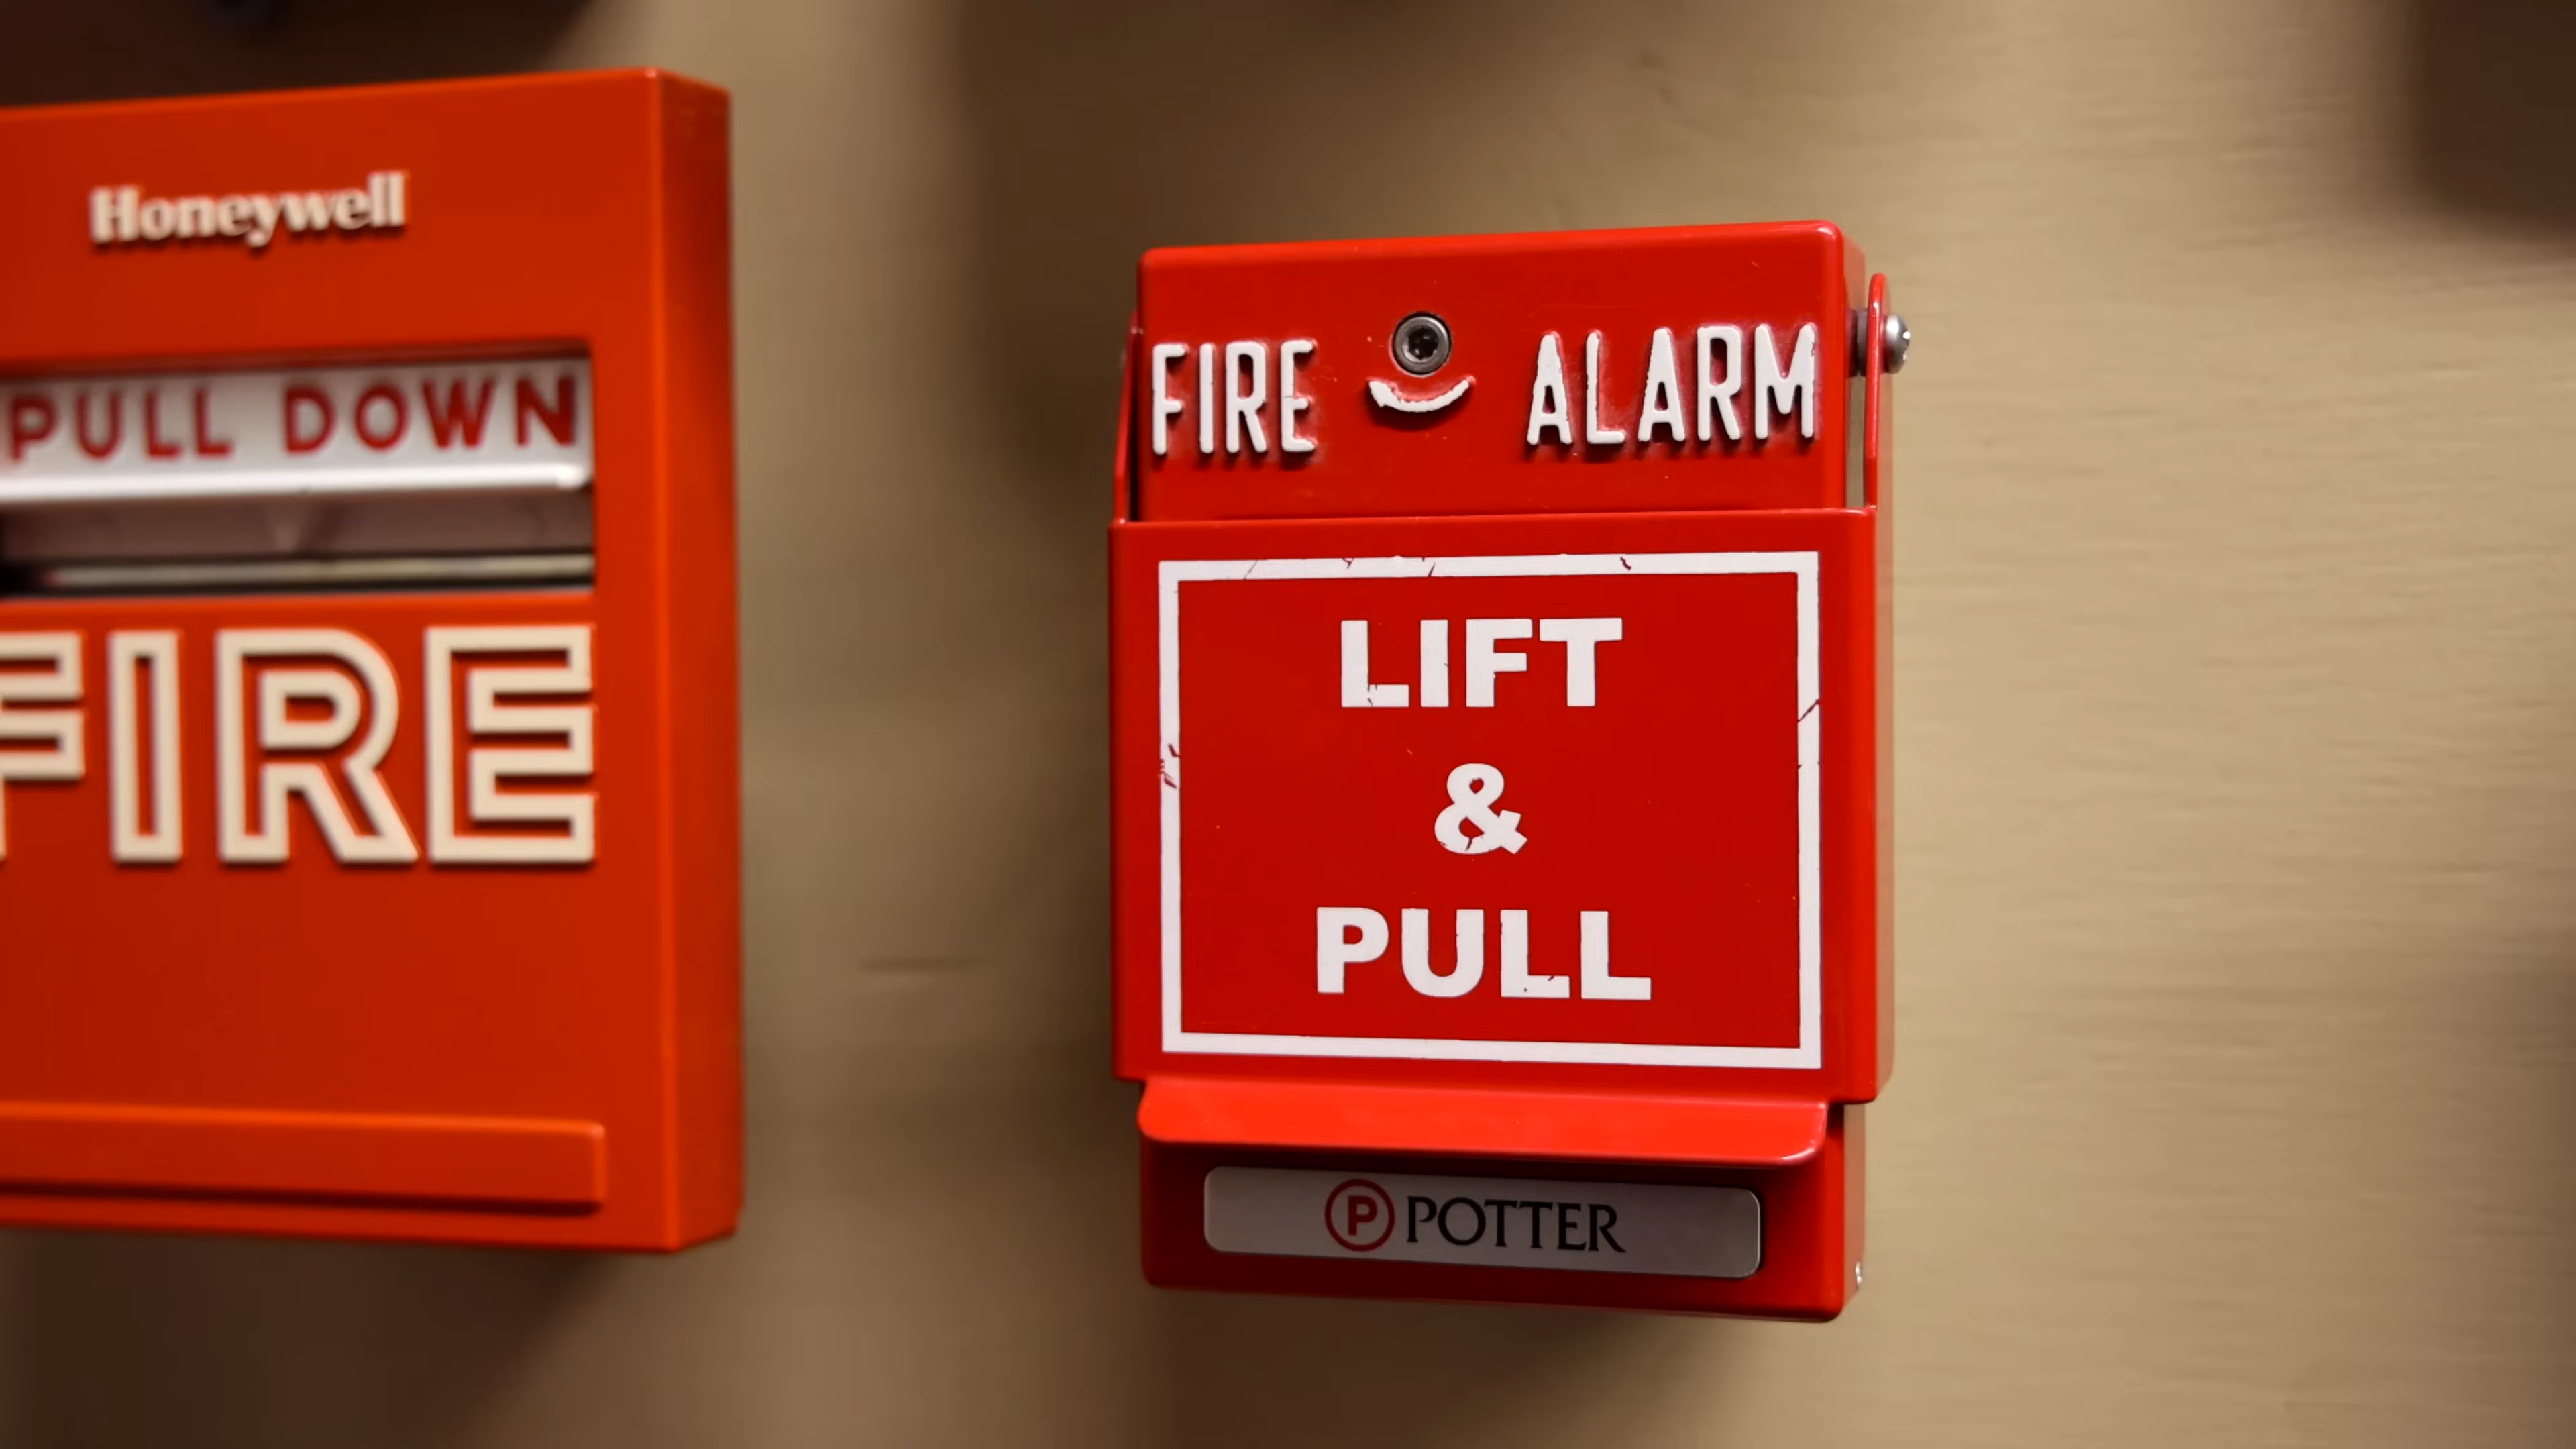 Honeywell
PULL DOWN
FIRE
FIRE ALARM
LIFT
&
PULL
P POTTER